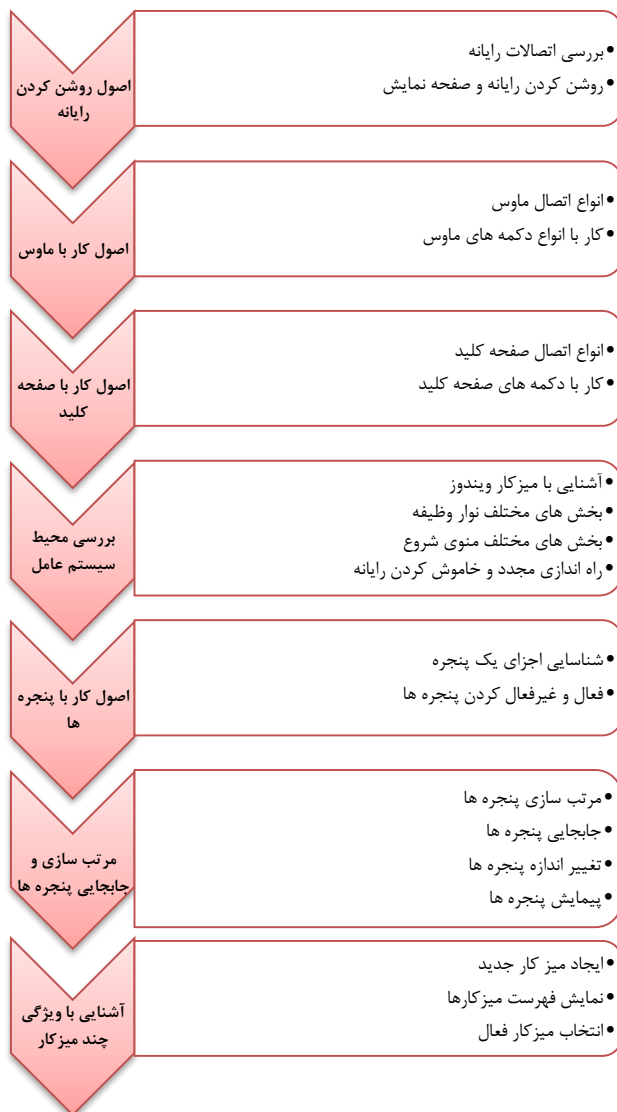 اصول روشن کردن
رایانه
•بررسی اتصالات رایانه
•روشن کردن رایانه و صفحه نمایش
اصول کار با ماوس
•انواع اتصال ماوس
•کار با انواع دکمه های ماوس
اصول کار با صفحه
کلید
•انواع اتصال صفحه کلید
•کار با دکمه های صفحه کلید
بررسی محیط
سیستم عامل
•آشنایی با میزکار ویندوز
•بخش های مختلف نوار وظیفه
•بخش های مختلف منوی شروع
•راه اندازی مجدد و خاموش کردن رایانه
اصول کار با پنجره
ها
•شناسایی اجزای یک پنجره
•فعال و غیرفعال کردن پنجره ها
مرتب سازی و
جابجایی پنجره ها
•مرتب سازی پنجره ها
•جابجایی پنجره ها
•تغییر اندازه پنجره ها
•پیمایش پنجره ها
آشنایی با ویژگی
چند میزکار
•ایجاد میز کار جدید
•نمایش فهرست میزکارها
•انتخاب میزکار فعال